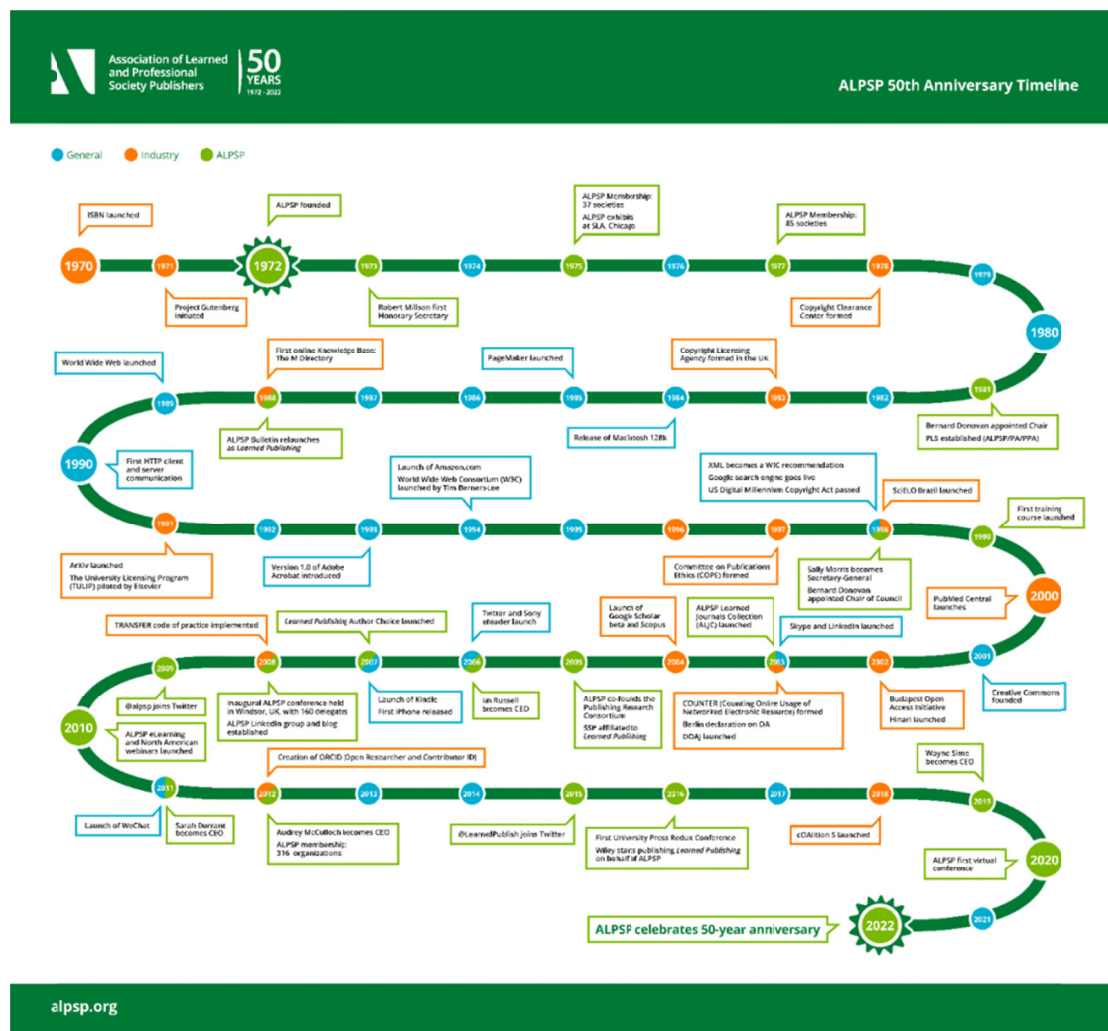 Association of Learned
and Professional
Society Publishers
50
YEARS
1972 - 2022
ALPSP 50th Anniversary Timeline
General
Industry
ALPSP
ISBN launched
ALPSP founded
ALPSP Membership:
37 societies
ALPSP exhibits
at SLA, Chicago
ALPSP Membership:
85 societies
1970
1971
1972
1973
1974
1975
1976
1977
1978
1979
Project Gutenberg
initiated
Robert Millson first
Honorary Secretary
Copyright Clearance
Center formed
1980
World Wide Web launched
First online Knowledge Base:
The M Directory
PageMaker launched
Copyright Licensing
Agency formed in the UK
1989
1988
1987
1986
1985
1984
1983
1982
1981
ALPSP Bulletin relaunches
as Learned Publishing
Release of Macintosh 128k
Bernard Donovan appointed Chair
PLS established (ALPSP/PA/PPA)
1990
First HTTP client
and server
communication
Launch of Amazon.com
World Wide Web Consortium (W3C)
launched by Tim Berners-Lee
XML becomes a W3C recommendation
Google search engine goes live
US Digital Millennium Copyright Act passed
SciELO Brazil launched
First training
course launched
1991
1992
1993
1994
1995
1996
1997
1998
1999
ArXiv launched
The University Licensing Program
(TULIP) piloted by Elsevier
Version 1.0 of Adobe
Acrobat introduced
Committee on Publications
Ethics (COPE) formed
Sally Morris becomes
Secretary-General
Bernard Donovan
appointed Chair of Council
PubMed Central
launches
2000
TRANSFER code of practice implemented
Learned Publishing Author Choice launched
Twitter and Sony
eReader launch
Launch of
Google Scholar
beta and Scopus
ALPSP Learned
Journals Collection
(ALJC) launched
Skype and LinkedIn launched
2009
2008
2007
2006
2005
2004
2003
2002
2001
@alpsp joins Twitter
Inaugural ALPSP conference held
in Windsor, UK, with 160 delegates
ALPSP LinkedIn group and blog
established
Launch of Kindle
First iPhone released
Ian Russell
becomes CEO
ALPSP co-founds the
Publishing Research
Consortium
SSP affiliated to
Learned Publishing
COUNTER (Counting Online Usage of
Networked Electronic Resource) formed
Berlin declaration on OA
DOAJ launched
Budapest Open
Access Initiative
Hinari launched
Creative Commons
founded
2010
ALPSP eLearning
and North American
webinars launched
Creation of ORCID (Open Researcher and Contributor ID)
Wayne Sime
becomes CEO
2011
2012
2013
2014
2015
2016
2017
2018
2019
Launch of WeChat
Sarah Durrant
becomes CEO
Audrey McCulloch becomes CEO
ALPSP membership:
316 organizations
@LearnedPublish joins Twitter
First University Press Redux Conference
Wiley starts publishing Learned Publishing
on behalf of ALPSP
cOAlition S launched
ALPSP first virtual
conference
2020
ALPSP celebrates 50-year anniversary
2022
2021
alpsp.org